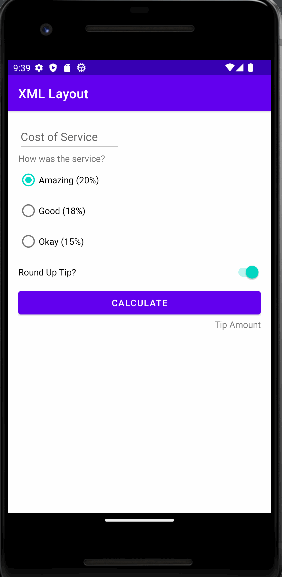 9:39
XML Layout
Cost of Service
How was the service?
Amazing (20%)
Good (18%)
Okay (15%)
Round Up Tip?
CALCULATE
Tip Amount